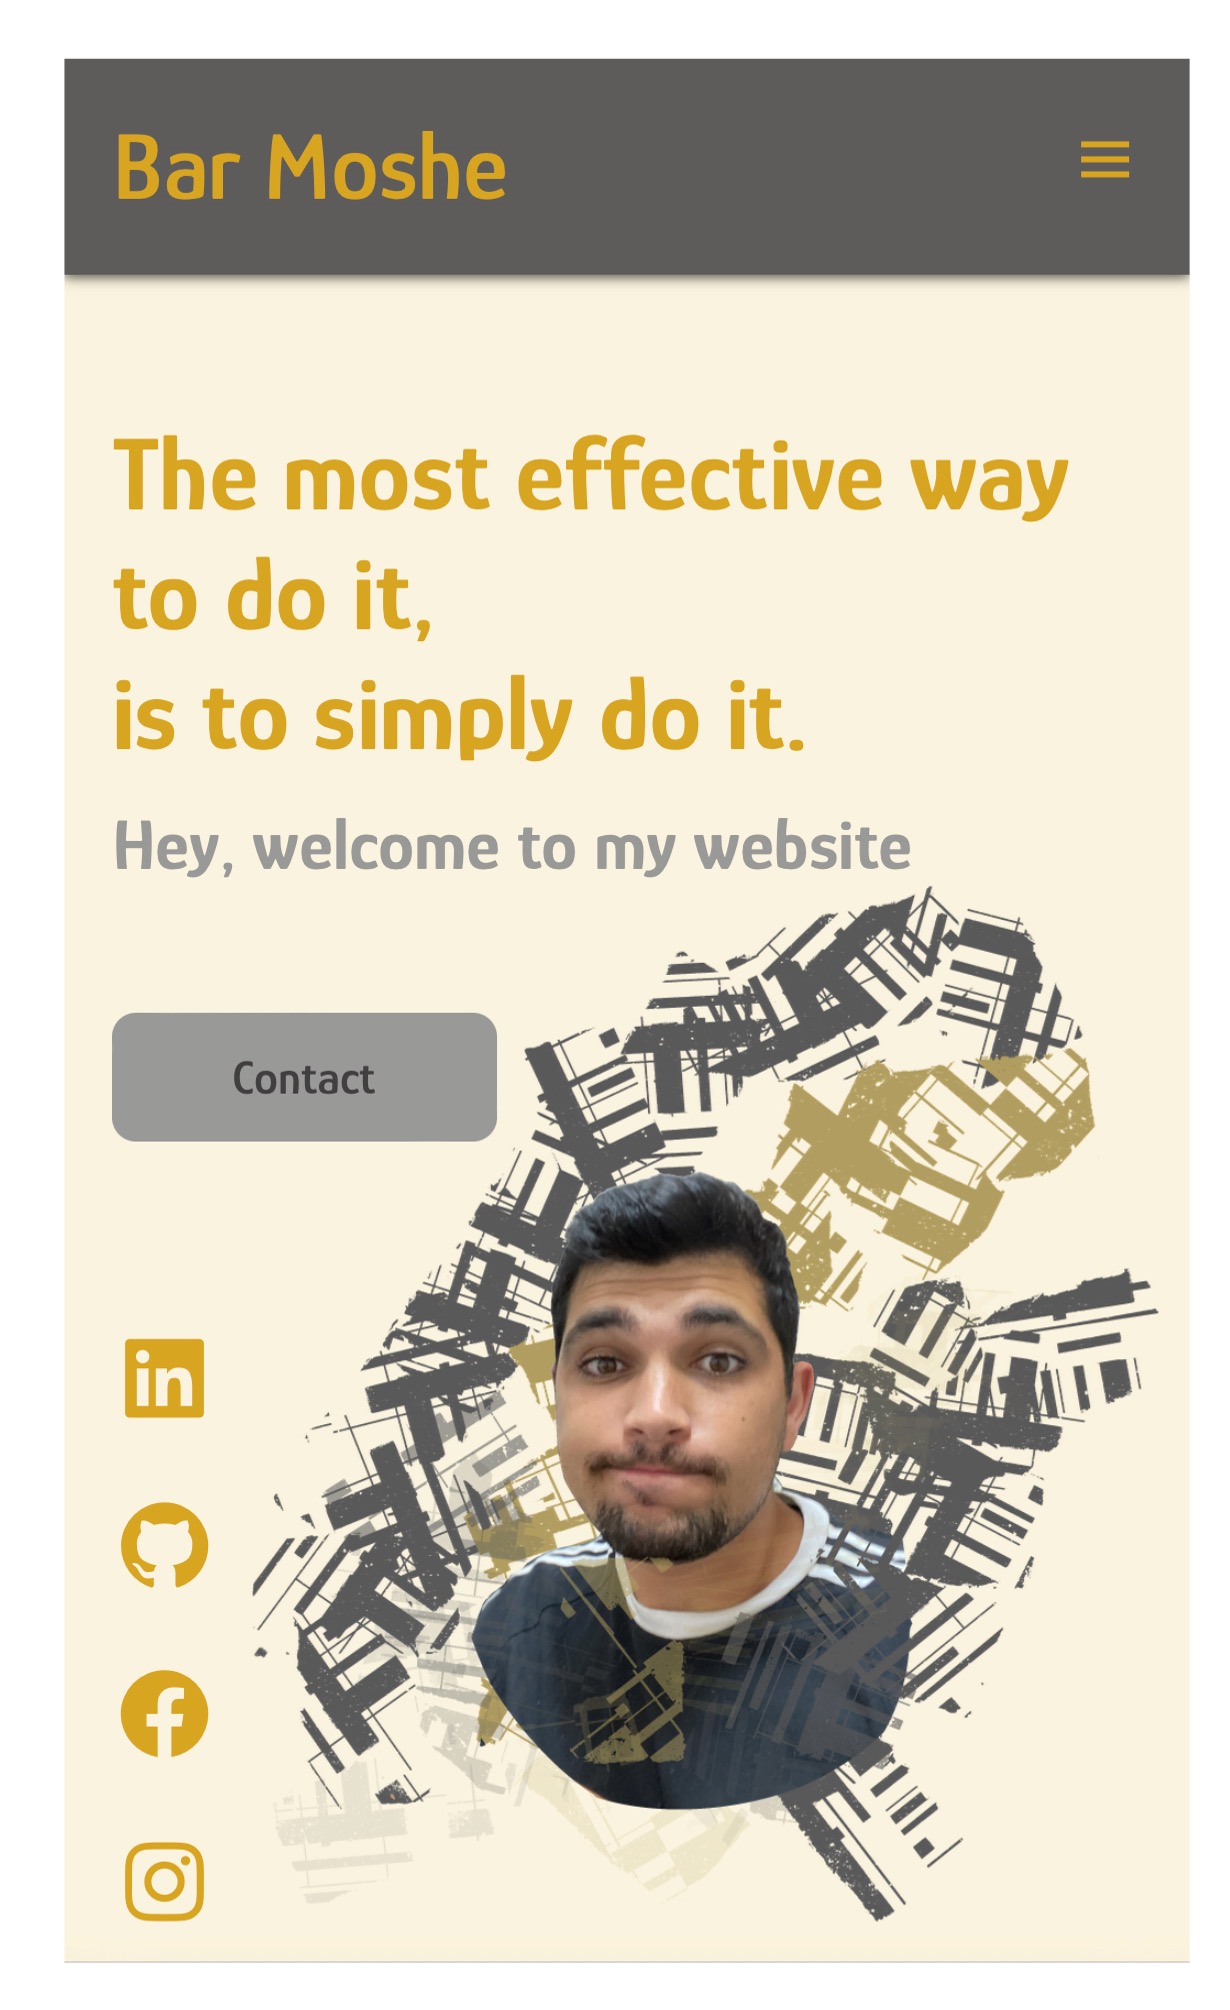 Bar Moshe
The most effective way
to do it,
is to simply do it.
Hey, welcome to my website
Contact
in